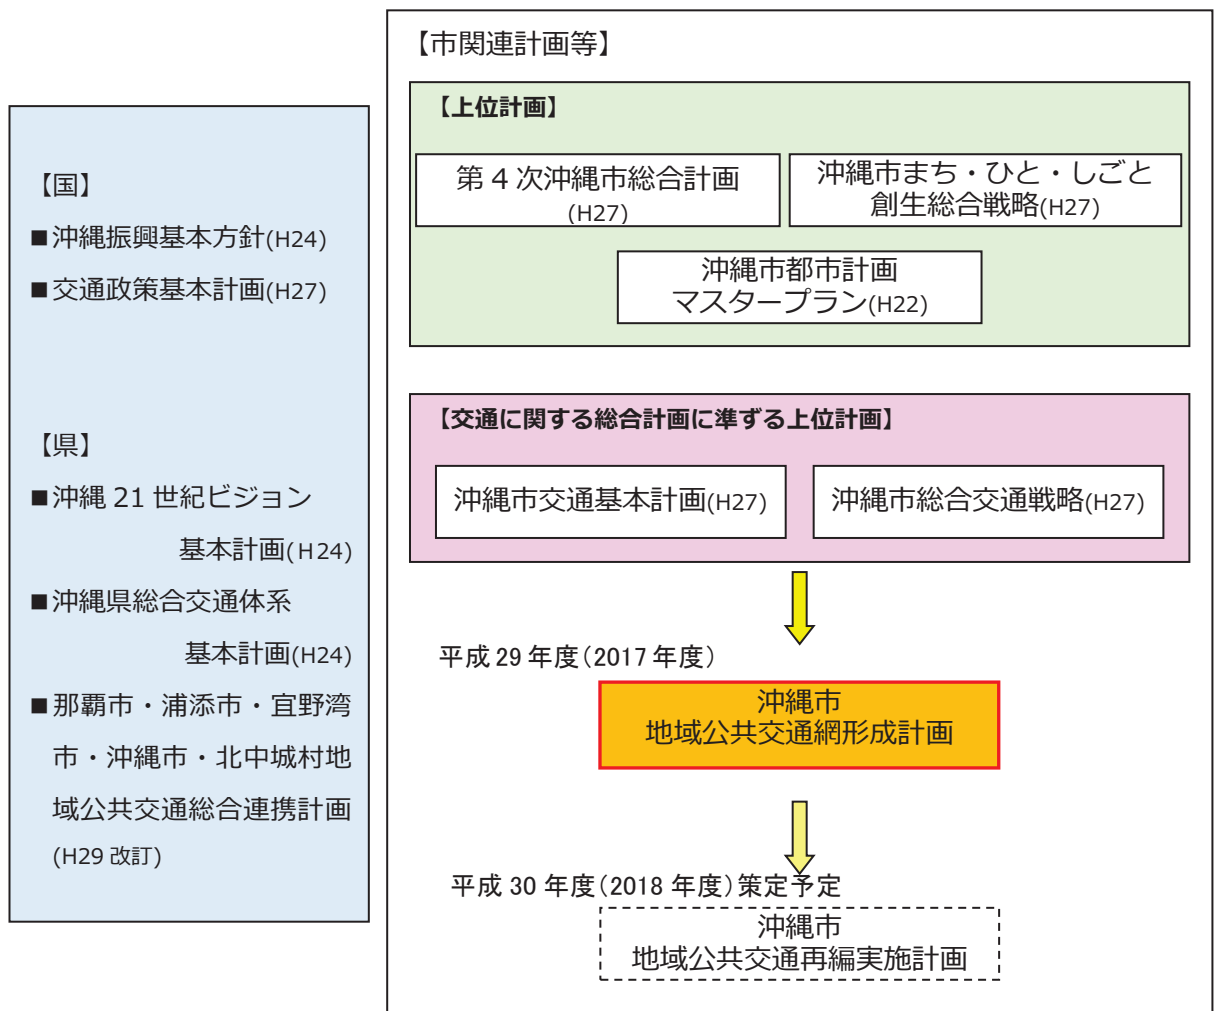 【国】
■沖縄振興基本方針(H24)
■交通政策基本計画(H27)
【県】
■沖縄 21 世紀ビジョン
基本計画(H24)
■沖縄県総合交通体系
基本計画(H24)
■那覇市・浦添市・宜野湾
市・沖縄市・北中城村地
域公共交通総合連携計画
(H29 改訂)
【市関連計画等】
【上位計画】
第 4 次沖縄市総合計画
(H27)
沖縄市まち・ひと・しごと
創生総合戦略(H27)
沖縄市都市計画
マスタープラン(H22)
【交通に関する総合計画に準ずる上位計画】
沖縄市交通基本計画(H27)
沖縄市総合交通戦略(H27)
平成 29 年度(2017 年度)
沖縄市
地域公共交通網形成計画
平成 30 年度(2018 年度)策定予定
沖縄市
地域公共交通再編実施計画